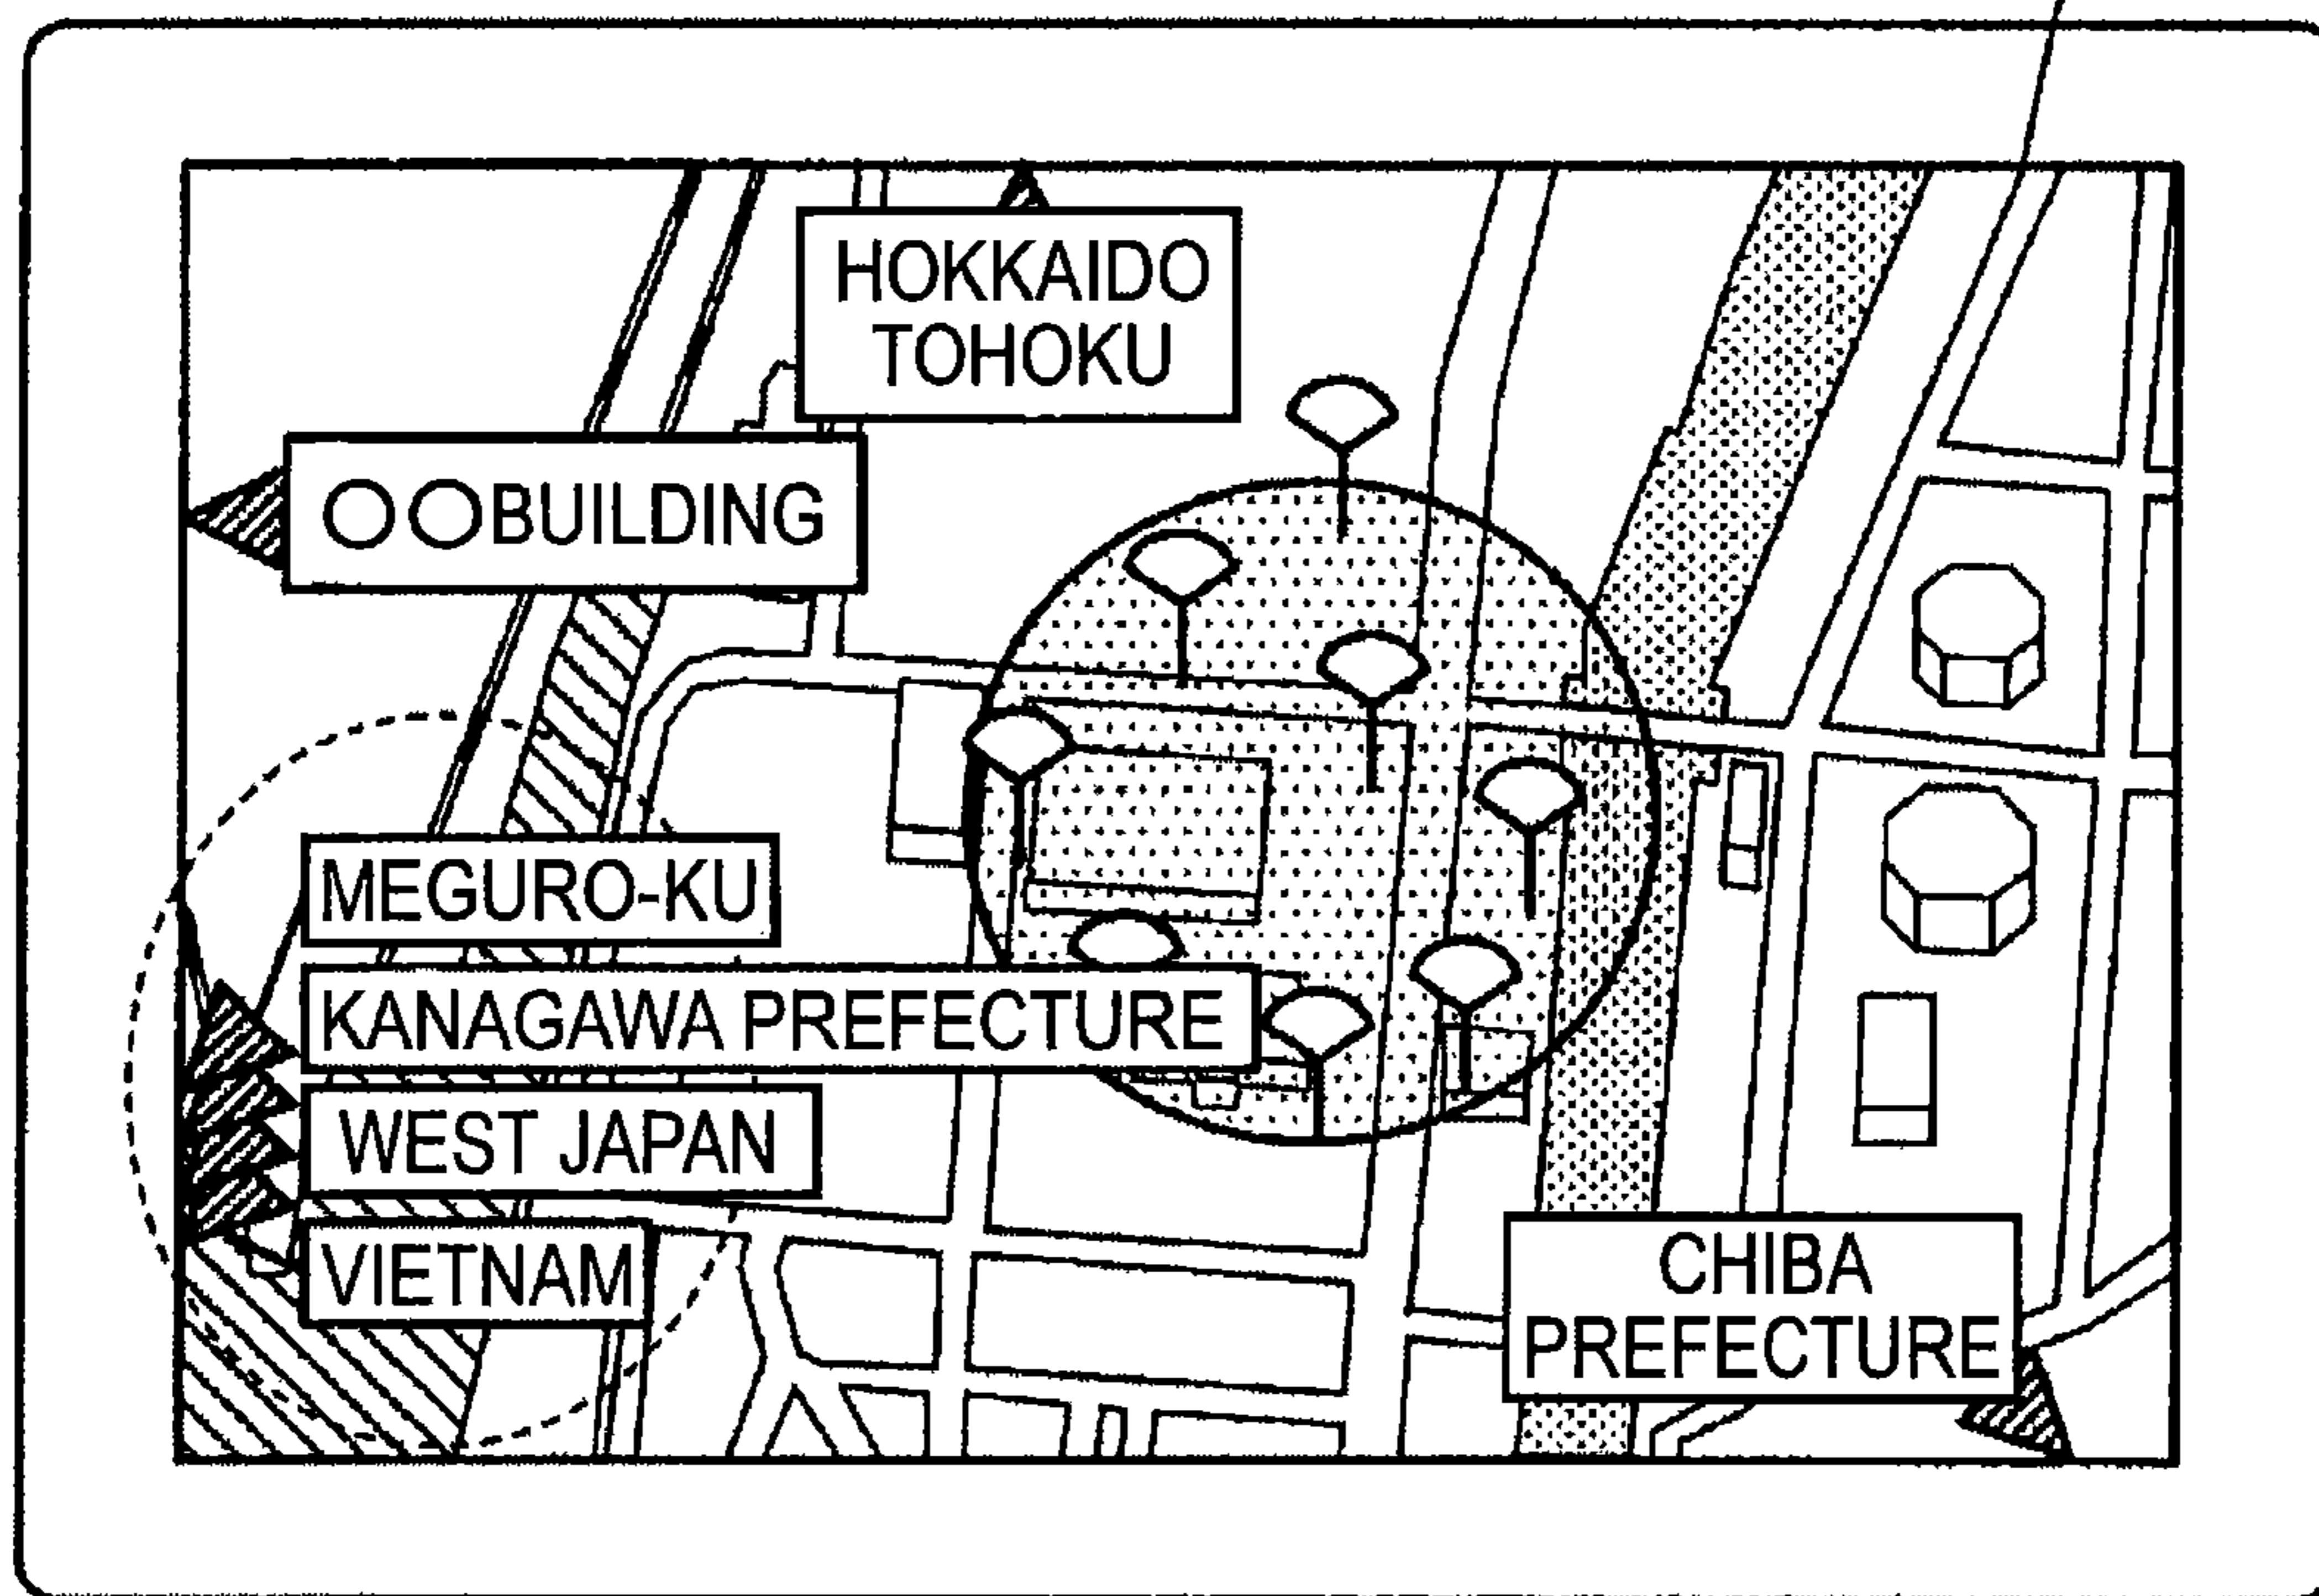 HOKKAIDO
TOHOKU
○○BUILDING
MEGURO-KU
KANAGAWA PREFECTURE
WEST JAPAN
VIETNAM
CHIBA
PREFECTURE